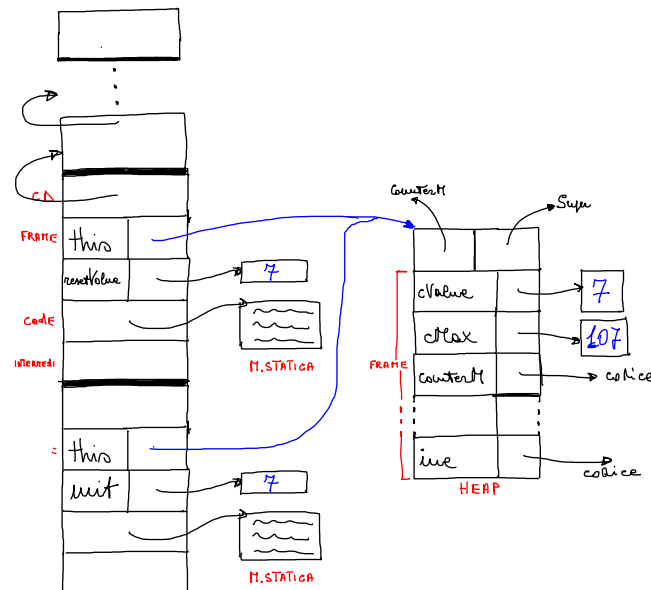 CD
FRAME
this
resetValue
7
CODE
M.STATICA
INTERMEDI
=
this
init
7
M.STATICA
CounterM
Super
FRAME
cValue
7
cMax
107
counterM
codice
inc
codice
HEAP